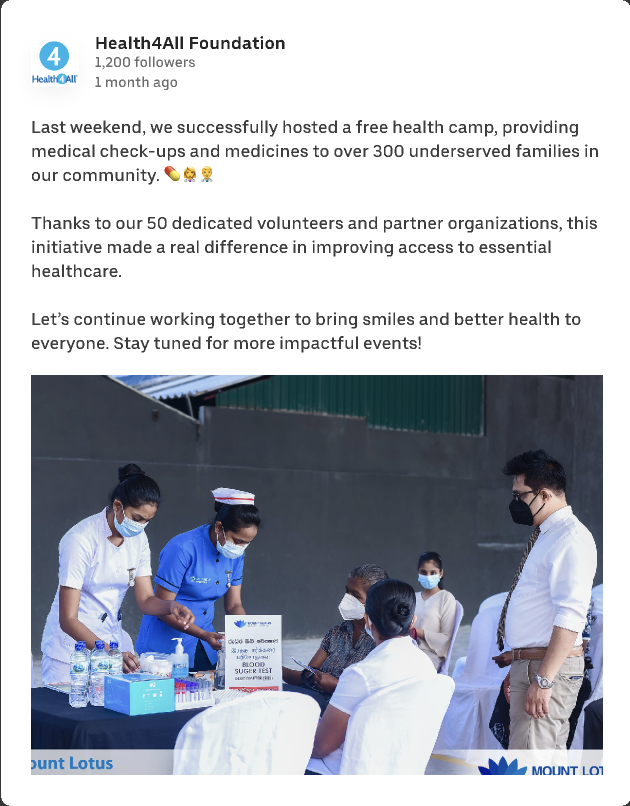 4
Health4All
Health4All Foundation
1,200 followers
1 month ago
Last weekend, we successfully hosted a free health camp, providing
medical check-ups and medicines to over 300 underserved families in
our community. 💊👩‍⚕️👨‍⚕️
Thanks to our 50 dedicated volunteers and partner organizations, this
initiative made a real difference in improving access to essential
healthcare.
Let’s continue working together to bring smiles and better health to
everyone. Stay tuned for more impactful events!
BLOOD
SUGER TEST
ount Lotus
MOUNT LOT